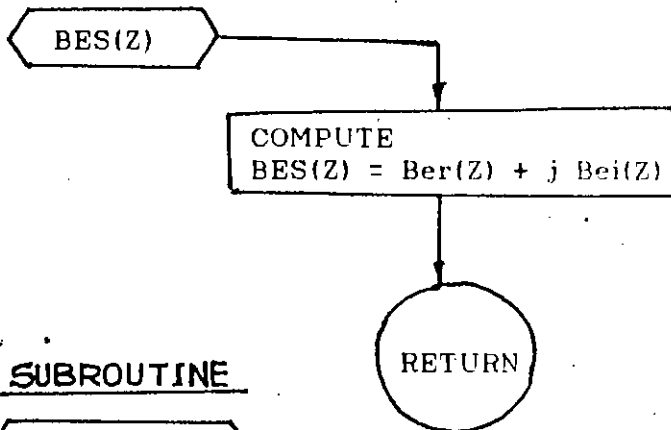 BES(Z)
COMPUTE
BES(Z) = Ber(Z) + j Bei(Z)
RETURN
SUBROUTINE